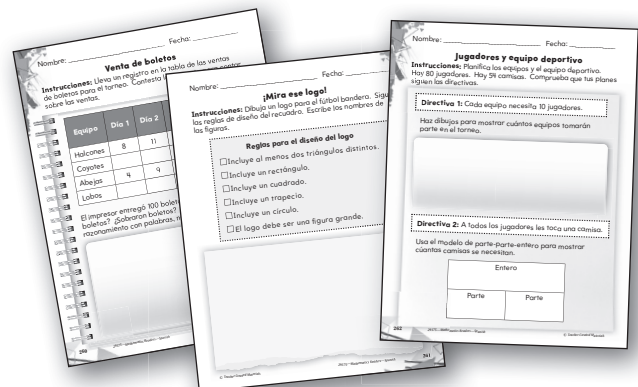 Nombre: Fecha:
Venta de boletos
Instrucciones: Lleva un registro en la tabla de las ventas
de boletos para el torneo. Contesta
sobre las ventas.
Equipo Día 1 Día 2
Halcones 8 11
Coyotes
Abejas 4 9
Lobos
El impresor entregó 100
boletos? ¿Sobraron boletos?
razonamiento con palabras,
260
Nombre: Fecha:
¡Mira ese logo!
Instrucciones: Dibuja un logo para el fútbol bandera.
las reglas de diseño del recuadro. Escribe los nombres de
las figuras.
Reglas para el diseño del logo
Incluye al menos dos triángulos distintos.
Incluye un rectángulo.
Incluye un cuadrado.
Incluye un trapecio.
Incluye un círculo.
El logo debe ser una figura grande.
261
Nombre: Fecha:
Jugadores y equipo deportivo
Instrucciones: Planifica los equipos y el equipo deportivo.
Hay 80 jugadores. Hay 54 camisas. Comprueba que tus planes
siguen las directivas.
Directiva 1: Cada equipo necesita 10 jugadores.
Haz dibujos para mostrar cuántos equipos tomarán
parte en el torneo.
Directiva 2: A todos los jugadores les toca una camisa.
Usa el modelo de parte-parte-entero para mostrar
cuántas camisas se necesitan.
Entero
Parte Parte
262